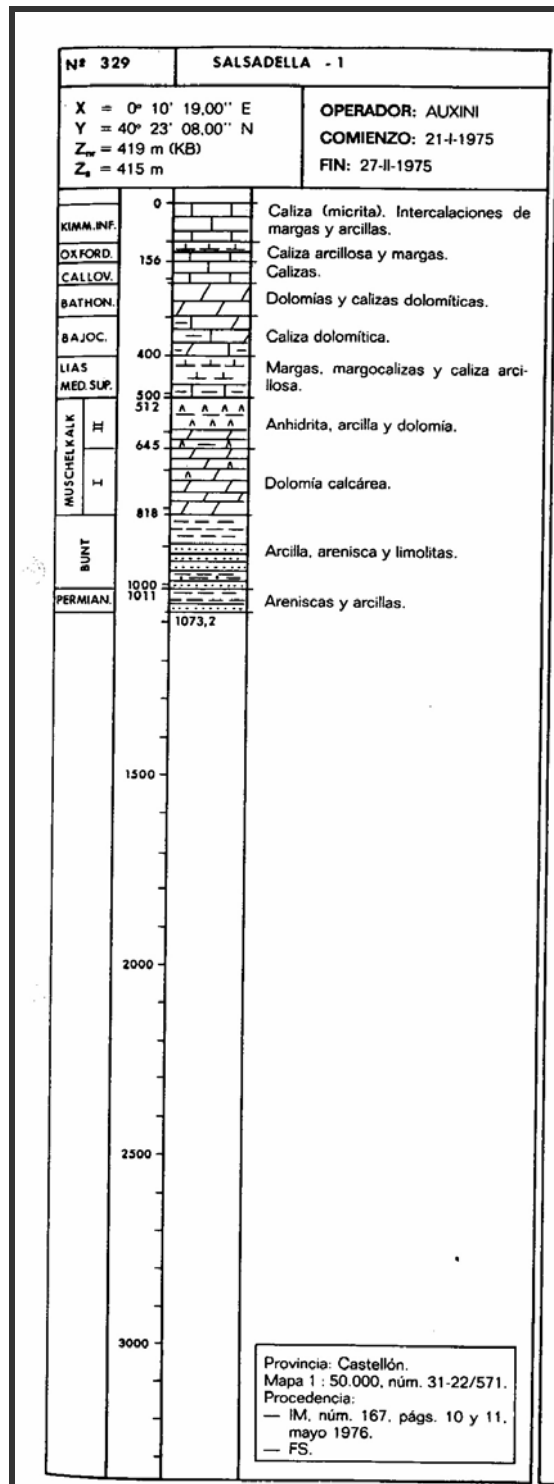 Nº 329 SALSADELLA - 1
X = 0º 10' 19,00'' E
Y = 40º 23' 08,00'' N
Zₙᵣ = 419 m (KB)
Zₛ = 415 m
OPERADOR: AUXINI
COMIENZO: 21-I-1975
FIN: 27-II-1975
0
KIMM.INF.
Caliza (micrita). Intercalaciones de
margas y arcillas.
OXFORD.
156
Caliza arcillosa y margas.
CALLOV.
Calizas.
BATHON.
Dolomías y calizas dolomíticas.
BAJOC.
Caliza dolomítica.
400
LIAS
MED. SUP.
Margas, margocalizas y caliza arci-
llosa.
500
512
MUSCHELKALK
II
Anhidrita, arcilla y dolomía.
645
I
Dolomía calcárea.
818
BUNT
Arcilla, arenisca y limolitas.
1000
1011
PERMIAN.
Areniscas y arcillas.
1073,2
1500
2000
2500
3000
Provincia: Castellón.
Mapa 1 : 50.000, núm. 31-22/571.
Procedencia:
— IM, núm. 167, págs. 10 y 11,
mayo 1976.
— FS.